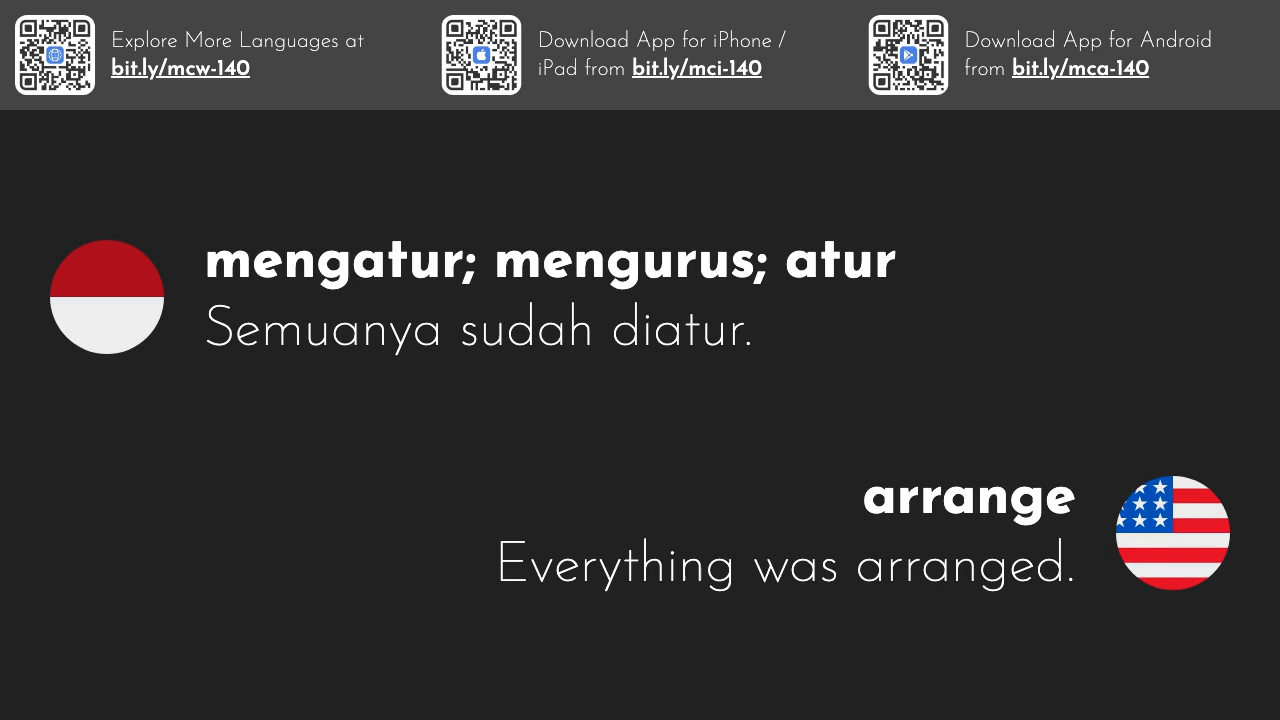 Explore More Languages at
bit.ly/mcw-140
Download App for iPhone /
iPad from bit.ly/mci-140
Download App for Android
from bit.ly/mca-140
mengatur; mengurus; atur
Semuanya sudah diatur.
arrange
Everything was arranged.